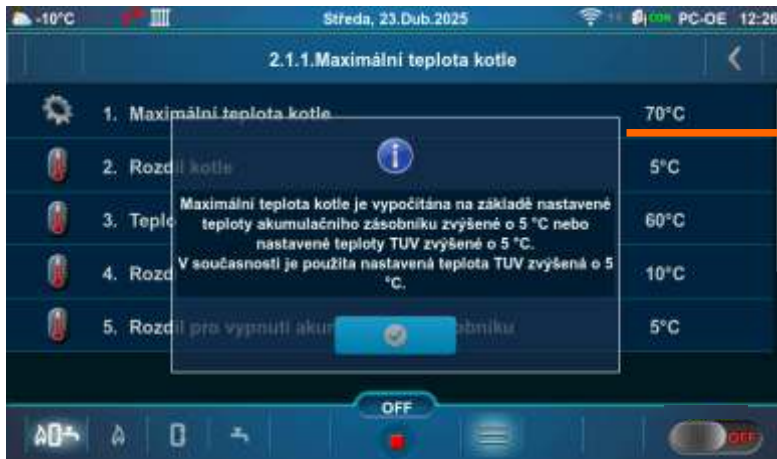 -10°C
Středa, 23.Dub.2025
PC-OE 12:26
2.1.1.Maximální teplota kotle
1. Maximální teplota kotle 70°C
2. Rozdíl kotle 5°C
3. Teplo 60°C
4. Rozd 10°C
5. Rozdíl pro vypnutí aku 5°C
Maximální teplota kotle je vypočítána na základě nastavené
teploty akumulačního zásobníku zvýšené o 5 °C nebo
nastavené teploty TUV zvýšené o 5 °C.
V současnosti je použita nastavená teplota TUV zvýšená o 5
°C.
OFF
OFF